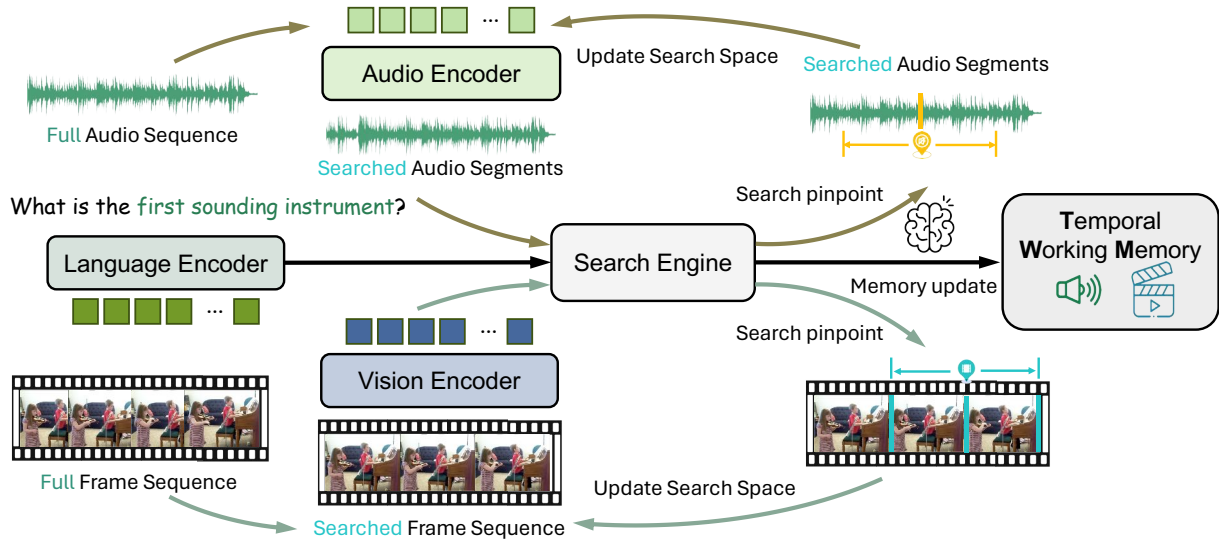 ...
Audio Encoder
Update Search Space
Searched Audio Segments
Full Audio Sequence
Searched Audio Segments
What is the first sounding instrument?
Search pinpoint
Temporal
Working Memory
Language Encoder
Search Engine
Memory update
...
...
Search pinpoint
Vision Encoder
Full Frame Sequence
Update Search Space
Searched Frame Sequence